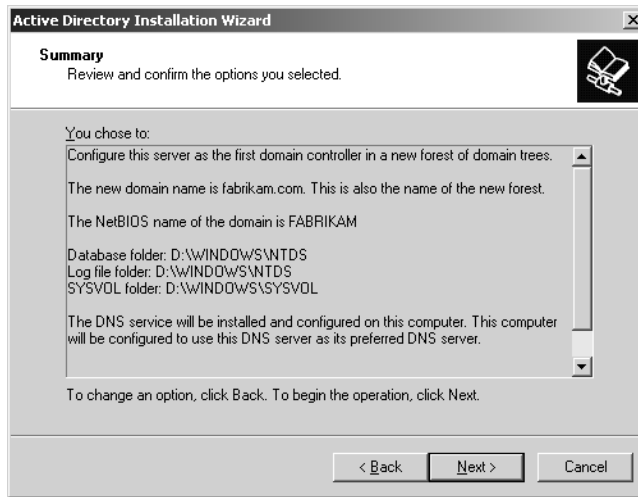 Active Directory Installation Wizard
Summary
Review and confirm the options you selected.
You chose to:
Configure this server as the first domain controller in a new forest of domain trees.
The new domain name is fabrikam.com. This is also the name of the new forest.
The NetBIOS name of the domain is FABRIKAM
Database folder: D:\WINDOWS\NTDS
Log file folder: D:\WINDOWS\NTDS
SYSVOL folder: D:\WINDOWS\SYSVOL
The DNS service will be installed and configured on this computer. This computer
will be configured to use this DNS server as its preferred DNS server.
To change an option, click Back. To begin the operation, click Next.
< Back
Next >
Cancel